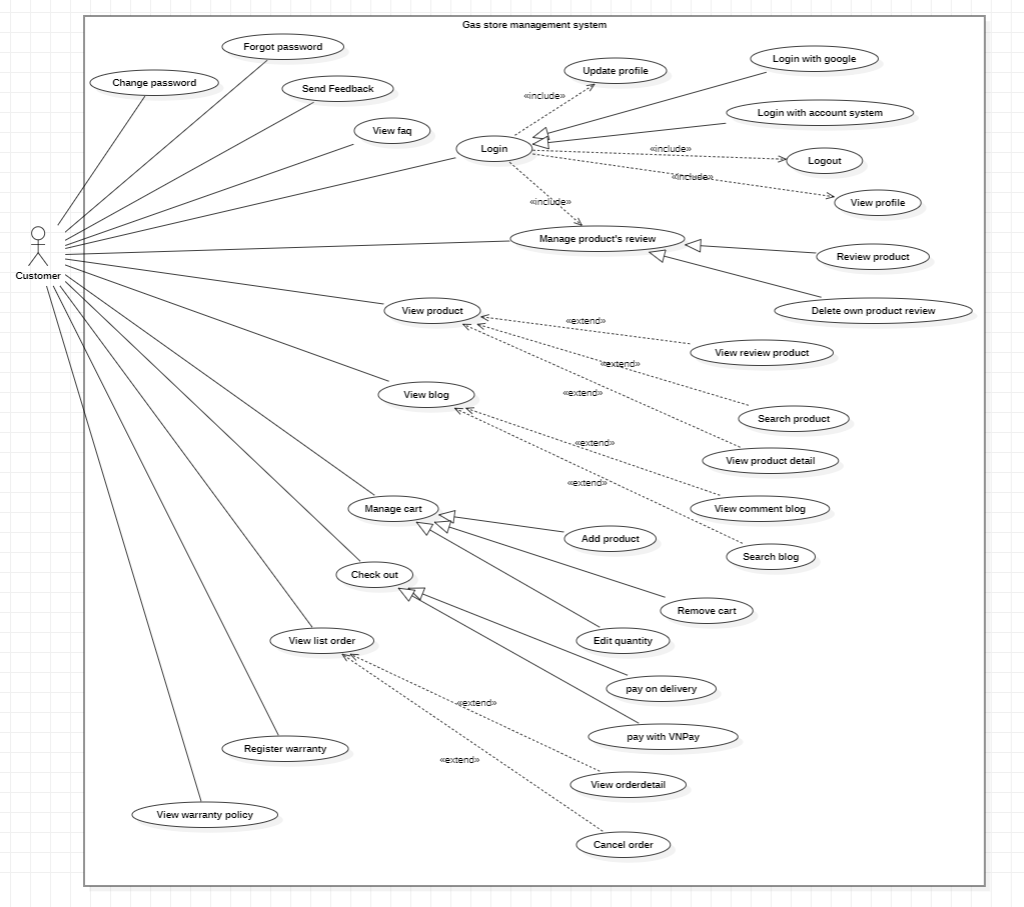 Gas store management system
Forgot password
Change password
Send Feedback
View faq
Login
Update profile
Login with google
Login with account system
Logout
View profile
«include»
«include»
«include»
«include»
Customer
Manage product's review
Review product
Delete own product review
View product
«extend»
View review product
«extend»
Search product
«extend»
View product detail
View blog
«extend»
View comment blog
«extend»
Search blog
Manage cart
Add product
Remove cart
Edit quantity
Check out
pay on delivery
pay with VNPay
View list order
«extend»
View orderdetail
«extend»
Cancel order
Register warranty
View warranty policy